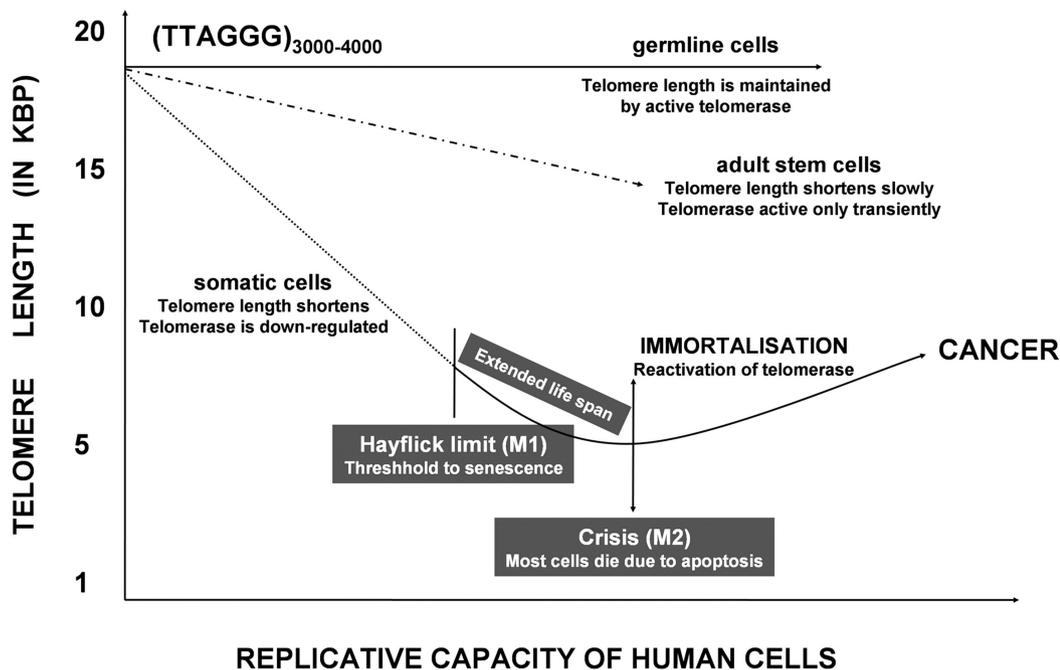 20
(TTAGGG)3000-4000
germline cells
Telomere length is maintained
by active telomerase
15
adult stem cells
Telomere length shortens slowly
Telomerase active only transiently
10
somatic cells
Telomere length shortens
Telomerase is down-regulated
Extended life span
IMMORTALISATION
Reactivation of telomerase
CANCER
5
Hayflick limit (M1)
Threshhold to senescence
Crisis (M2)
Most cells die due to apoptosis
1
TELOMERE LENGTH (IN KBP)
REPLICATIVE CAPACITY OF HUMAN CELLS